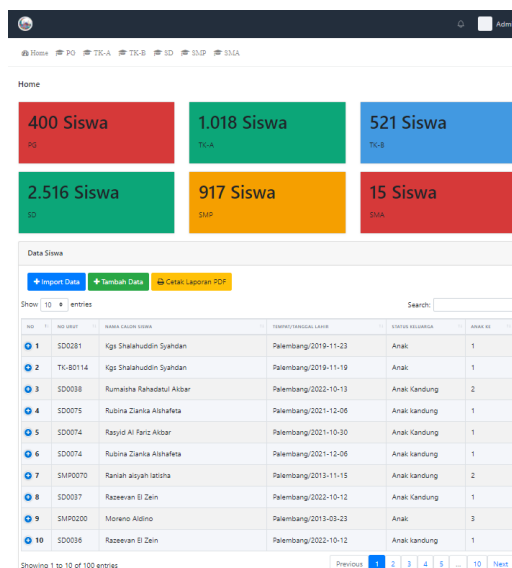 Admi
Home PG TK-A TK-B SD SMP SMA
Home
400 Siswa
PG
1.018 Siswa
TK-A
521 Siswa
TK-B
2.516 Siswa
SD
917 Siswa
SMP
15 Siswa
SMA
Data Siswa
Import Data Tambah Data Cetak Laporan PDF
Show 10 entries Search:
NO NO URUT NAMA CALON SISWA TEMPAT/TANGGAL LAHIR STATUS KELUARGA ANAK KE
1 SD0281 Kgs Shalahuddin Syahdan Palembang/2019-11-23 Anak 1
2 TK-B0114 Kgs Shalahuddin Syahdan Palembang/2019-11-19 Anak 1
3 SD0038 Rumaisha Rahadatul Akbar Palembang/2022-10-13 Anak Kandung 2
4 SD0075 Rubina Zianka Alshafeta Palembang/2021-12-06 Anak kandung 1
5 SD0074 Rasyid Al Fariz Akbar Palembang/2021-10-30 Anak Kandung 1
6 SD0074 Rubina Zianka Alshafeta Palembang/2021-12-06 Anak kandung 1
7 SMP0070 Raniah aisyah latisha Palembang/2013-11-15 Anak Kandung 2
8 SD0037 Razeevan El Zein Palembang/2022-10-12 Anak Kandung 1
9 SMP0200 Moreno Aldino Palembang/2013-03-23 Anak 3
10 SD0036 Razeevan El Zein Palembang/2022-10-12 Anak kandung 1
Showing 1 to 10 of 100 entries Previous 1 2 3 4 5 ... 10 Next